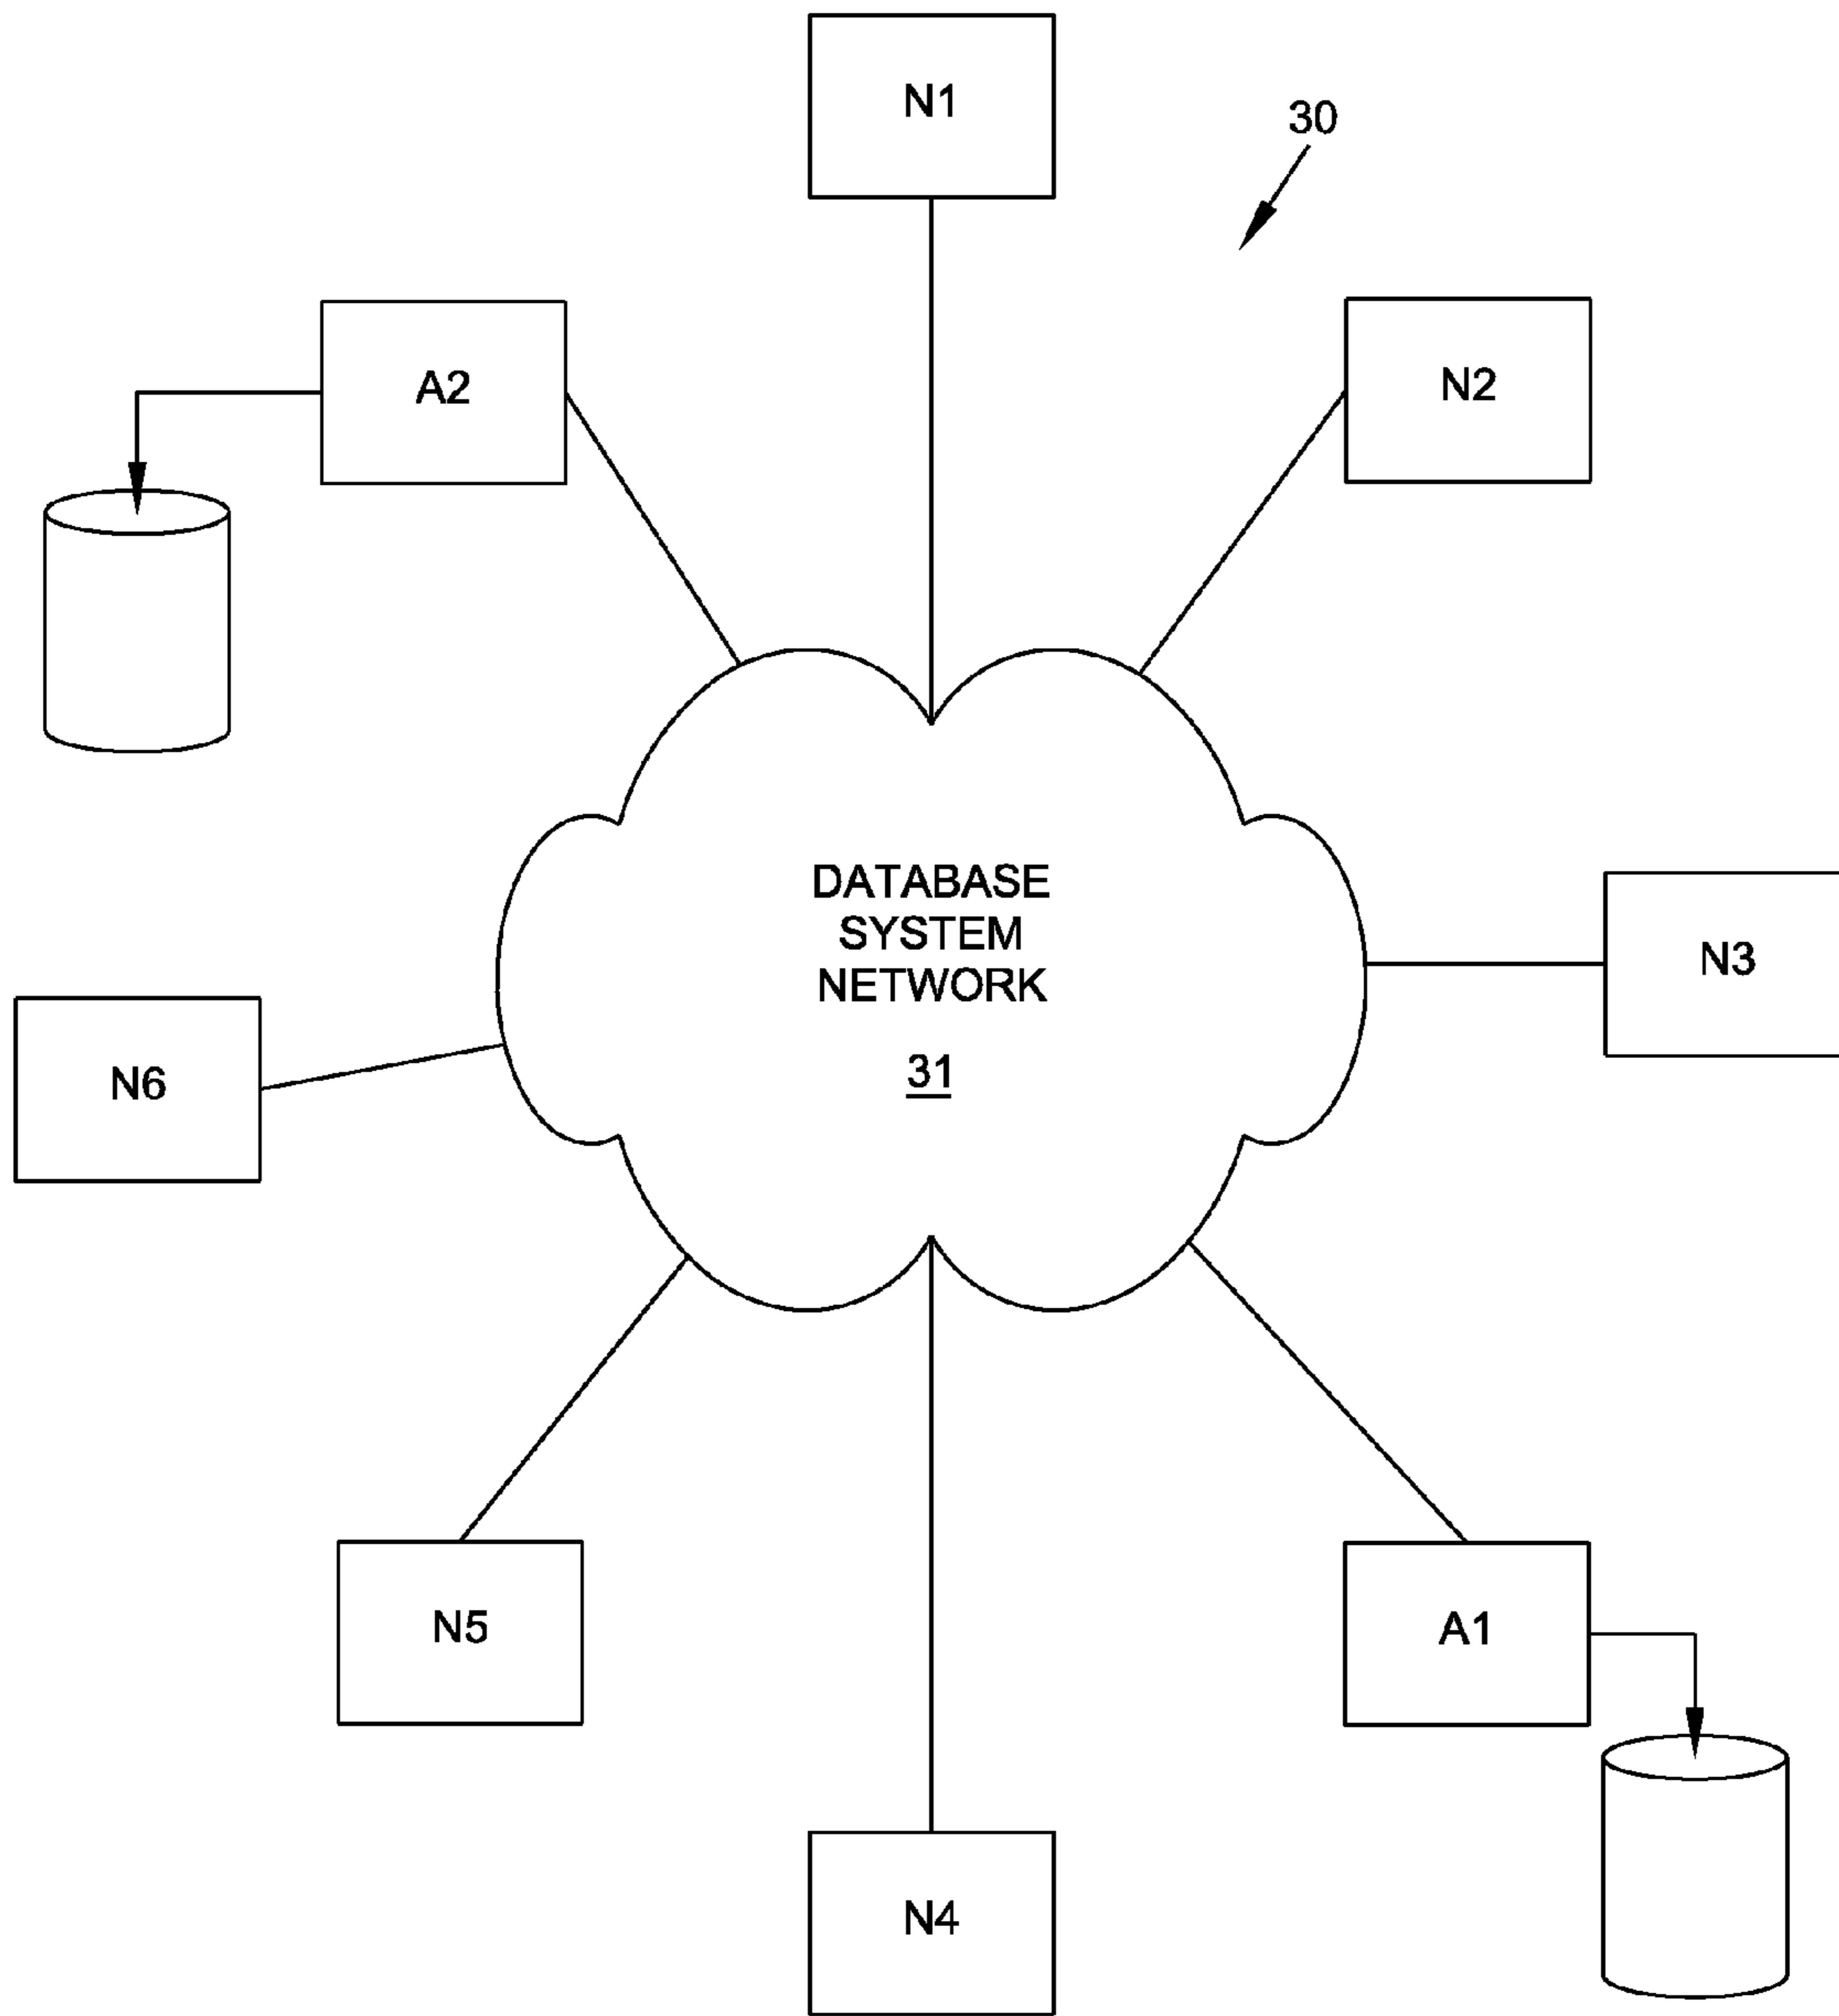 N1
30
A2
N2
DATABASE
SYSTEM
NETWORK
31
N3
N6
N5
A1
N4